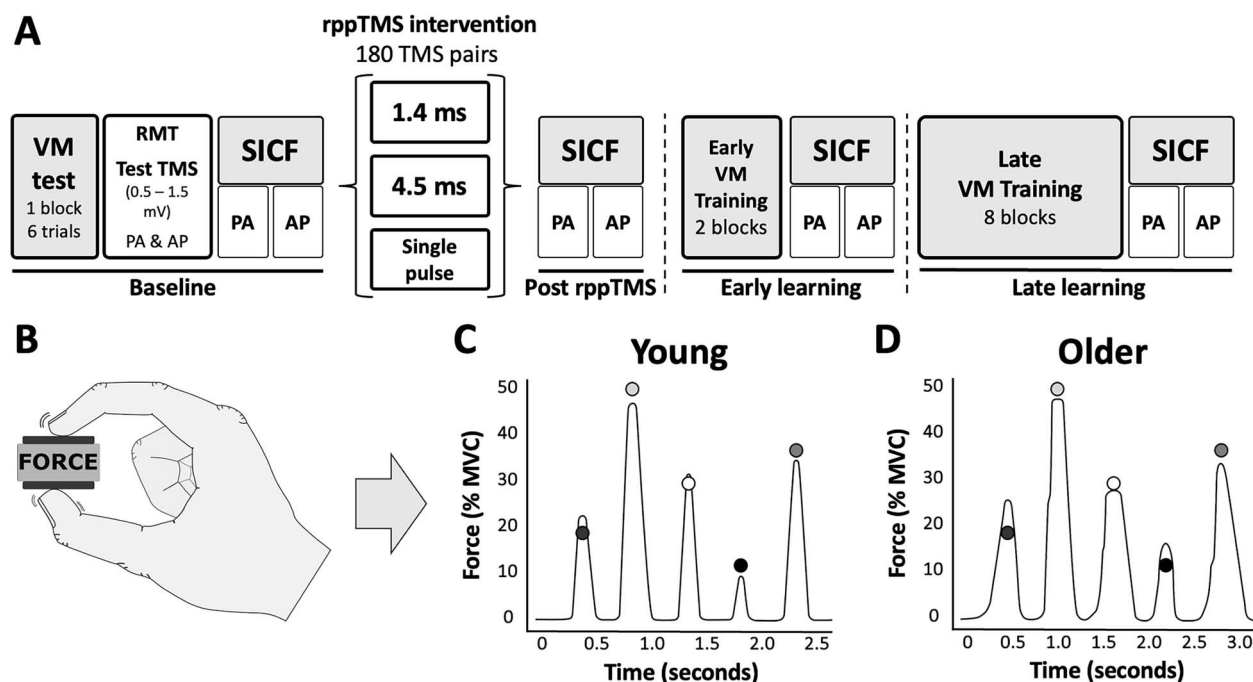 A
rppTMS intervention
180 TMS pairs
VM
test
1 block
6 trials
RMT
Test TMS
(0.5 – 1.5
mV)
PA & AP
SICF
PA
AP
1.4 ms
4.5 ms
Single
pulse
SICF
PA
AP
Early
VM
Training
2 blocks
SICF
PA
AP
Late
VM Training
8 blocks
SICF
PA
AP
Baseline
Post rppTMS
Early learning
Late learning
B
FORCE
C
Young
Force (% MVC)
50
40
30
20
10
0
0 0.5 1.0 1.5 2.0 2.5
Time (seconds)
D
Older
Force (% MVC)
50
40
30
20
10
0
0 0.5 1.0 1.5 2.0 2.5 3.0
Time (seconds)